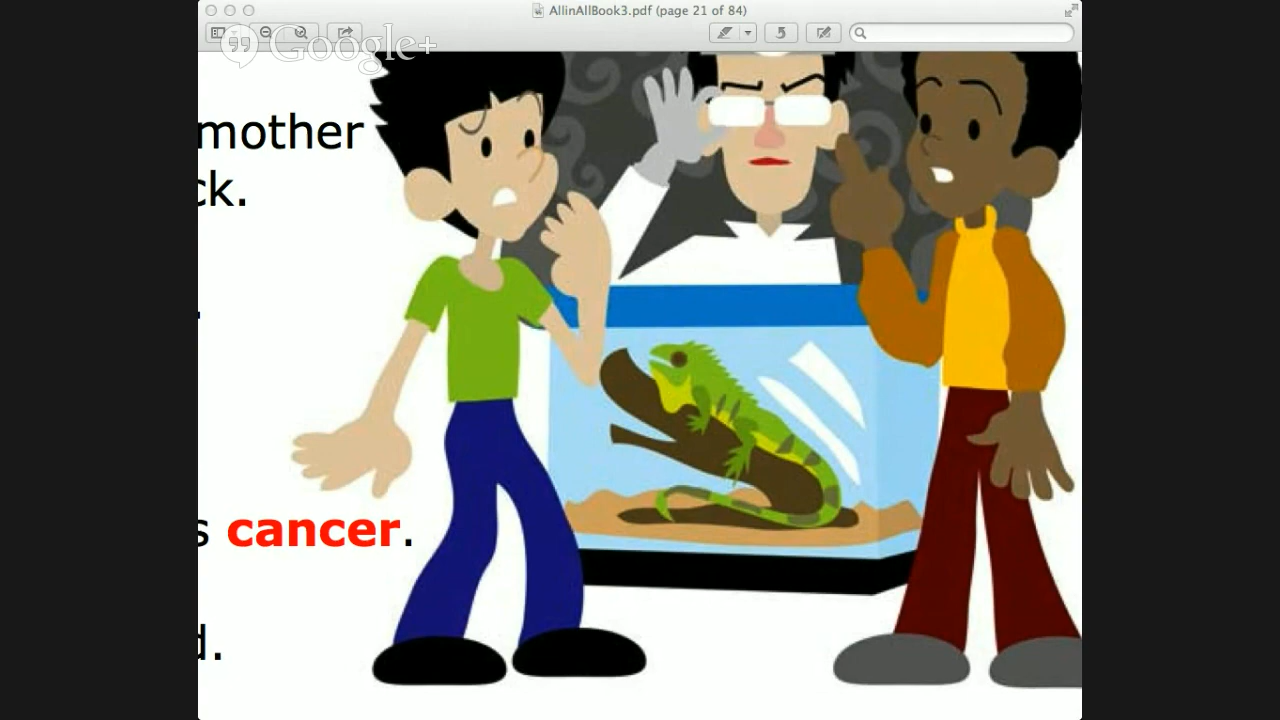 AllinAllBook3.pdf (page 21 of 84)
Google+
mother
ck.
.
s cancer.
d.